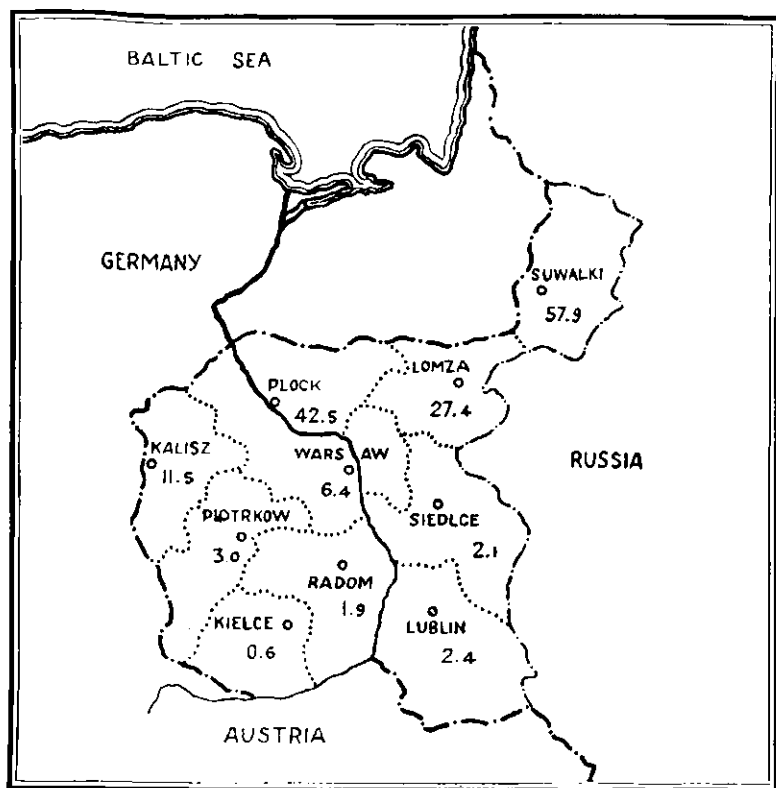 BALTIC SEA
GERMANY
SUWALKI
57.9
LOMZA
27.4
PLOCK
42.5
KALISZ
11.5
WARSAW
6.4
RUSSIA
PIOTRKOW
3.0
SIEDLCE
2.1
RADOM
1.9
KIELCE
0.6
LUBLIN
2.4
AUSTRIA